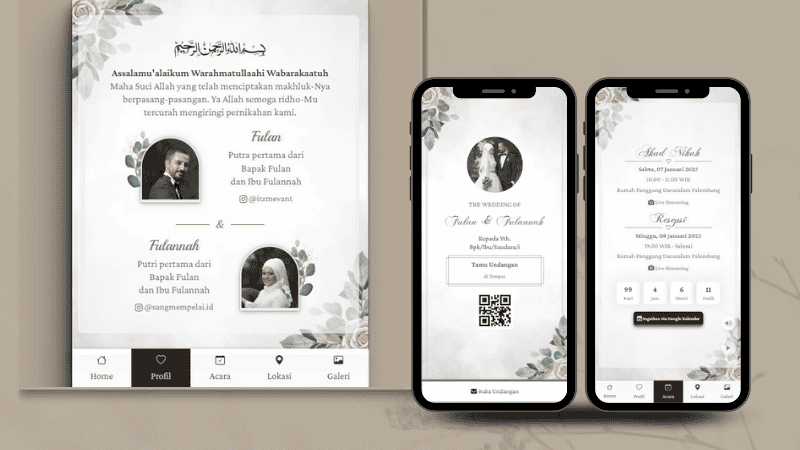 بسم الله الرحمن الرحيم
Assalamu'alaikum Warahmatullaahi Wabarakaatuh
Maha Suci Allah yang telah menciptakan makhluk-Nya
berpasang-pasangan. Ya Allah semoga ridho-Mu
tercurah mengiringi pernikahan kami.
Fulan
Putra pertama dari
Bapak Fulan
dan Ibu Fulannah
@itzmevant
&
Fulannah
Putri pertama dari
Bapak Fulan
dan Ibu Fulannah
@sangmempelai.id
Home Profil Acara Lokasi Galeri
THE WEDDING OF
Fulan & Fulannah
Kepada Yth.
Bpk/Ibu/Saudara/i
Tamu Undangan
di Tempat
Buka Undangan
Akad Nikah
Sabtu, 07 Januari 2023
10.00 - 11.00 WIB
Rumah Panggung Darusalam Palembang
Live Streaming
Resepsi
Minggu, 08 Januari 2023
19.00 WIB - Selesai
Rumah Panggung Darusalam Palembang
Live Streaming
99 4 6 11
Hari Jam Menit Detik
Ingatkan via Google Kalender
Home Profil Acara Lokasi Galeri